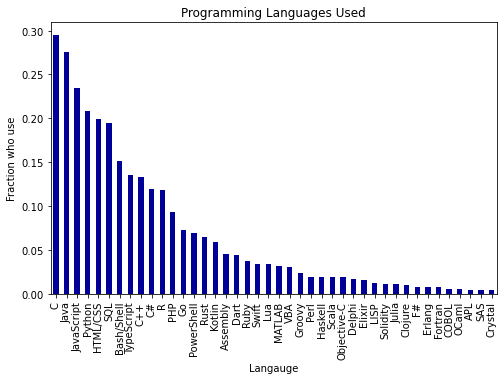 Programming Languages Used
Fraction who use
0.30
0.25
0.20
0.15
0.10
0.05
0.00
C
Java
JavaScript
Python
HTML/CSS
SQL
Bash/Shell
TypeScript
C++
C#
R
PHP
Go
PowerShell
Rust
Kotlin
Assembly
Dart
Ruby
Swift
Lua
MATLAB
VBA
Groovy
Perl
Haskell
Scala
Objective-C
Delphi
Elixir
LISP
Solidity
Julia
Clojure
F#
Erlang
Fortran
COBOL
OCaml
APL
SAS
Crystal
Langauge